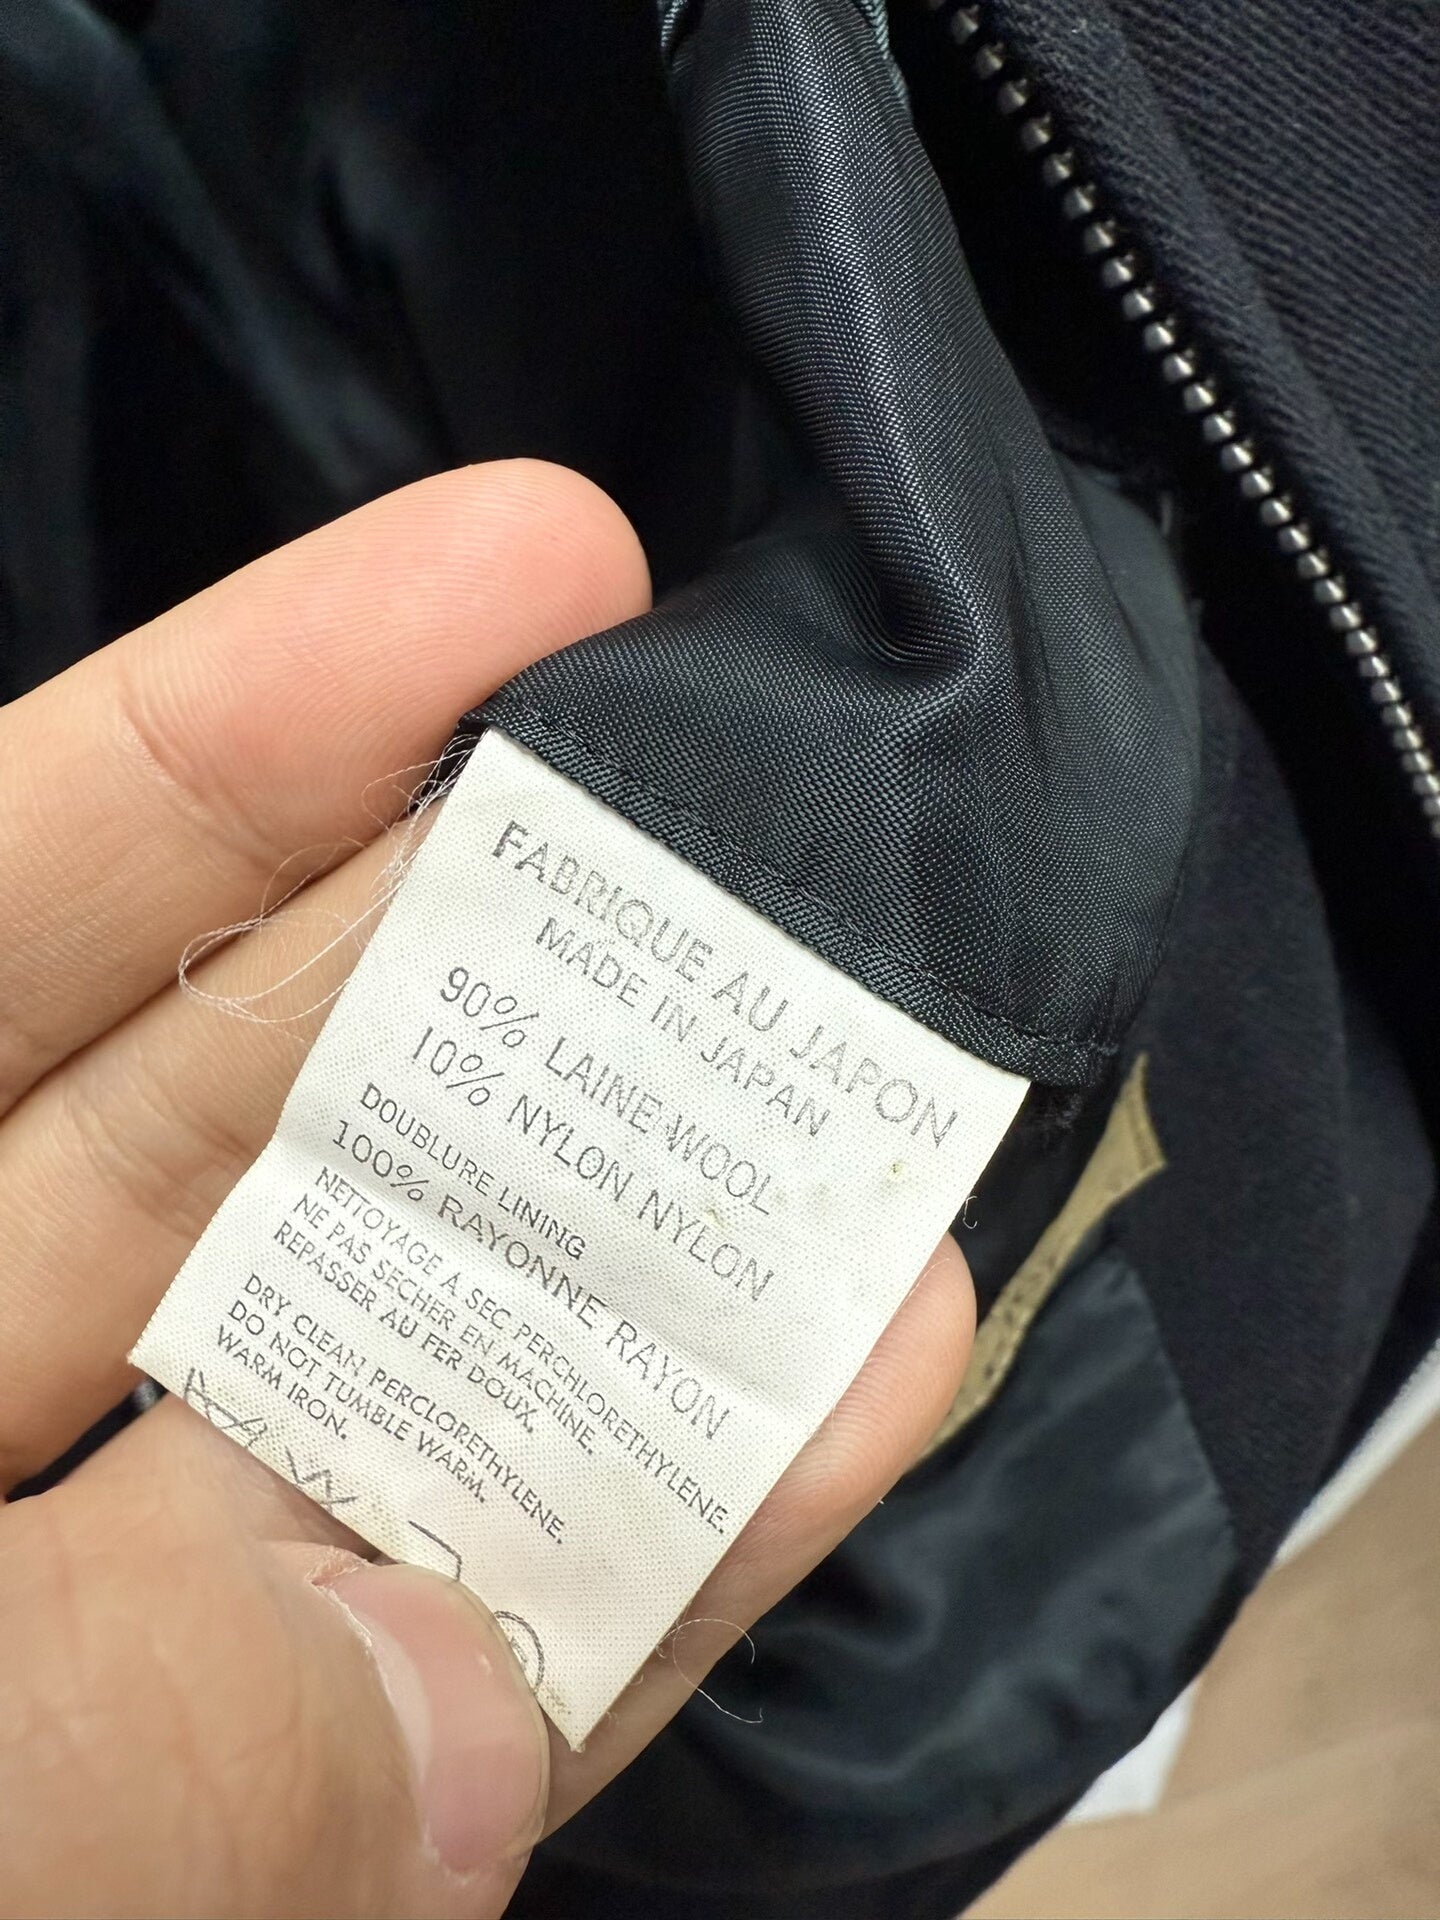 FABRIQUE AU JAPON
MADE IN JAPAN
90% LAINE WOOL
10% NYLON NYLON
DOUBLURE LINING
100% RAYONNE RAYON
NETTOYAGE A SEC PERCHLORETHYLENE.
NE PAS SECHER EN MACHINE.
REPASSER AU FER DOUX.
DRY CLEAN PERCLORETHYLENE.
DO NOT TUMBLE WARM.
WARM IRON.